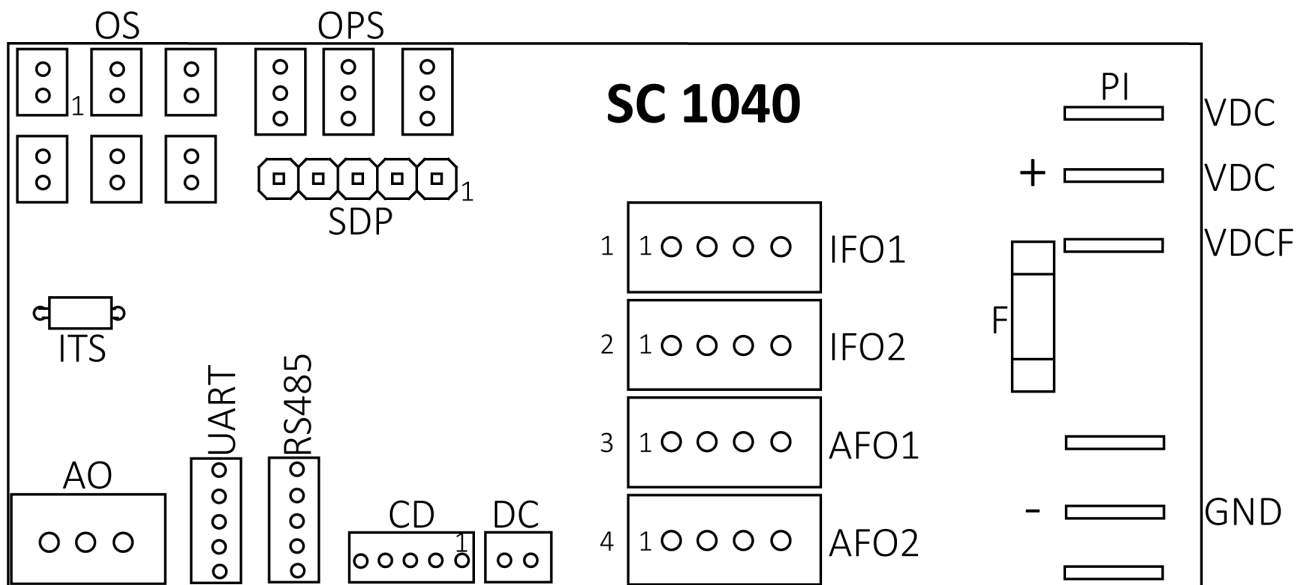 OS
OPS
1
SC 1040
PI
VDC
+
VDC
SDP
1
VDCF
1
1
IFO1
ITS
F
2
1
IFO2
UART
RS485
3
1
AFO1
AO
CD
1
DC
-
GND
4
1
AFO2